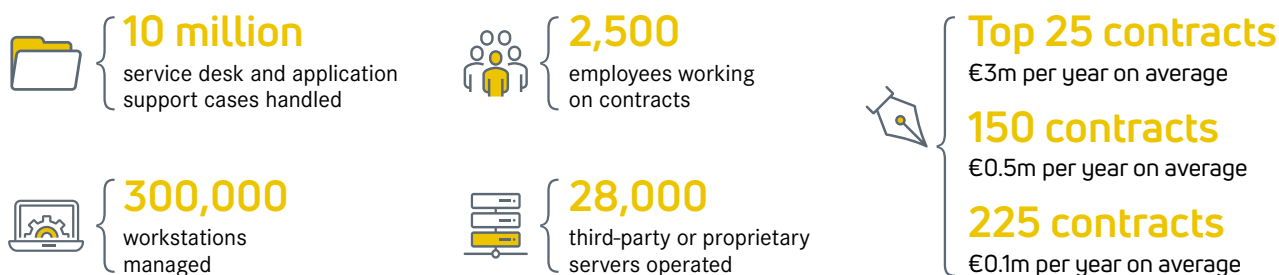 10 million
service desk and application
support cases handled
2,500
employees working
on contracts
300,000
workstations
managed
28,000
third-party or proprietary
servers operated
Top 25 contracts
€3m per year on average
150 contracts
€0.5m per year on average
225 contracts
€0.1m per year on average